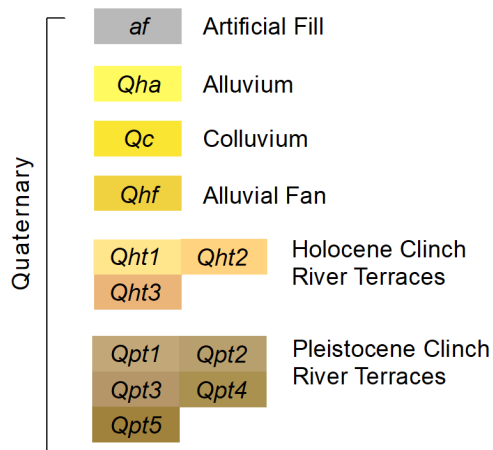 Quaternary
af Artificial Fill
Qha Alluvium
Qc Colluvium
Qhf Alluvial Fan
Qht1 Qht2 Holocene Clinch
Qht3 River Terraces
Qpt1 Qpt2 Pleistocene Clinch
Qpt3 Qpt4 River Terraces
Qpt5